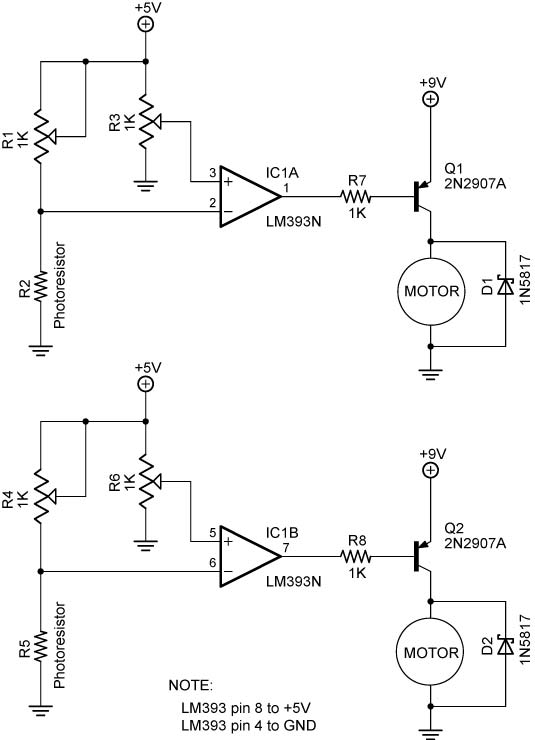 +5V
+9V
R1
1K
R3
1K
3
+
2
−
IC1A
1
LM393N
R7
1K
Q1
2N2907A
R2
Photoresistor
MOTOR
D1
1N5817
+5V
+9V
R4
1K
R6
1K
5
+
6
−
IC1B
7
LM393N
R8
1K
Q2
2N2907A
R5
Photoresistor
MOTOR
D2
1N5817
NOTE:
LM393 pin 8 to +5V
LM393 pin 4 to GND